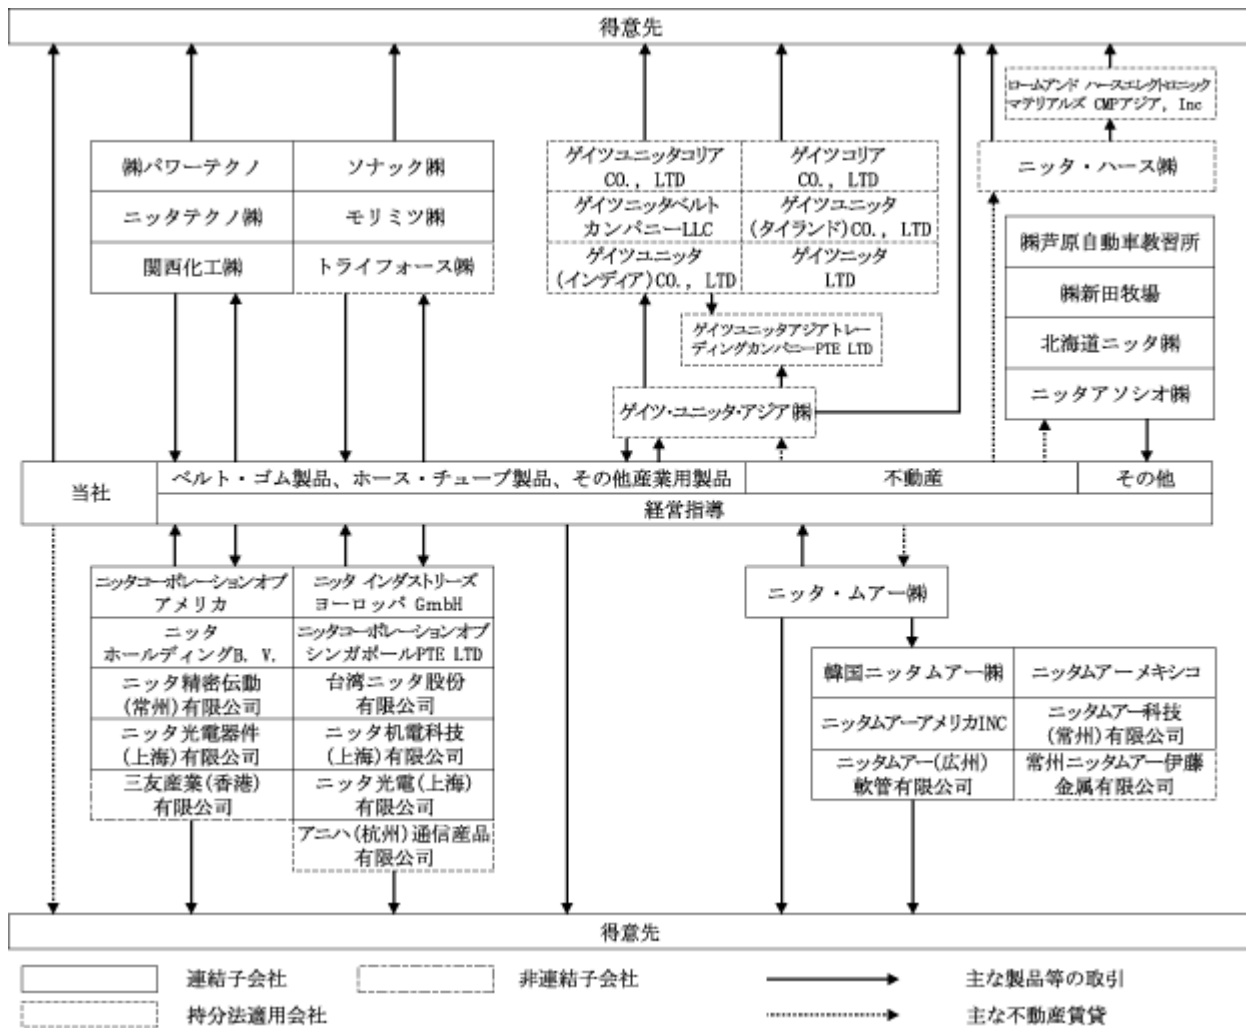 得意先
ロームアンド ハースエレクトロニック
マテリアルズ CMPアジア, Inc
㈱パワーテクノ
ソナック㈱
ゲイツユニッタコリア
CO., LTD
ゲイツコリア
CO., LTD
ニッタ・ハース㈱
ニッタテクノ㈱
モリミツ㈱
ゲイツニッタベルト
カンパニーLLC
ゲイツユニッタ
(タイランド)CO., LTD
関西化工㈱
トライフォース㈱
ゲイツユニッタ
(インディア)CO., LTD
ゲイツニッタ
LTD
㈱芦原自動車教習所
㈱新田牧場
北海道ニッタ㈱
ニッタアソシオ㈱
ゲイツユニッタアジアトレー
ディングカンパニーPTE LTD
ゲイツ・ユニッタ・アジア㈱
当社
ベルト・ゴム製品、ホース・チューブ製品、その他産業用製品
不動産
その他
経営指導
ニッタコーポレーションオブ
アメリカ
ニッタ インダストリーズ
ヨーロッパ GmbH
ニッタ・ムアー㈱
ニッタ
ホールディングB. V.
ニッタコーポレーションオブ
シンガポールPTE LTD
ニッタ精密伝動
(常州)有限公司
台湾ニッタ股份
有限公司
韓国ニッタムアー㈱
ニッタムアーメキシコ
ニッタ光電器件
(上海)有限公司
ニッタ机電科技
(上海)有限公司
ニッタムアーアメリカINC
ニッタムアー科技
(常州)有限公司
三友産業(香港)
有限公司
ニッタ光電(上海)
有限公司
ニッタムアー(広州)
軟管有限公司
常州ニッタムアー伊藤
金属有限公司
アニハ(杭州)通信産品
有限公司
得意先
連結子会社
非連結子会社
主な製品等の取引
持分法適用会社
主な不動産賃貸